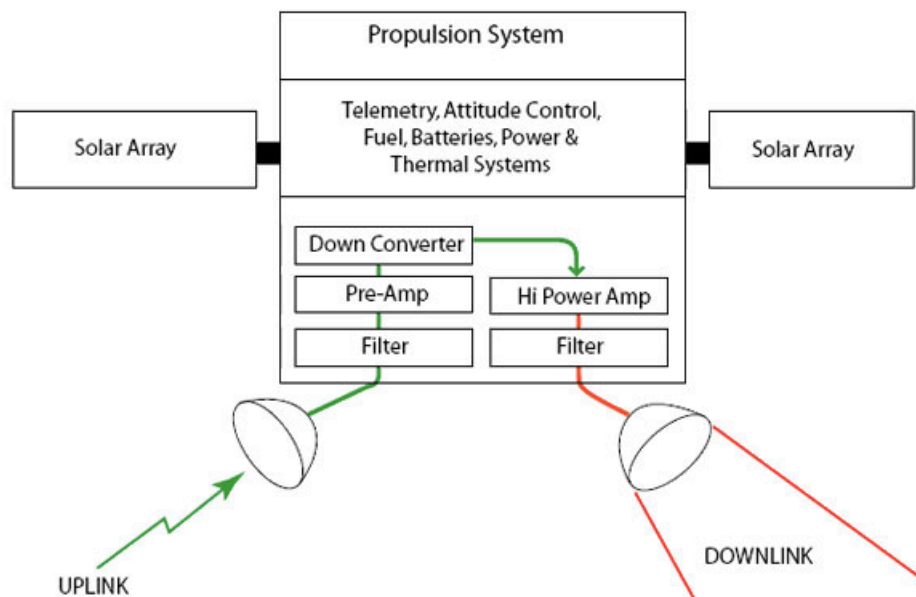 Propulsion System
Telemetry, Attitude Control,
Fuel, Batteries, Power &
Thermal Systems
Solar Array
Solar Array
Down Converter
Pre-Amp
Hi Power Amp
Filter
Filter
UPLINK
DOWNLINK